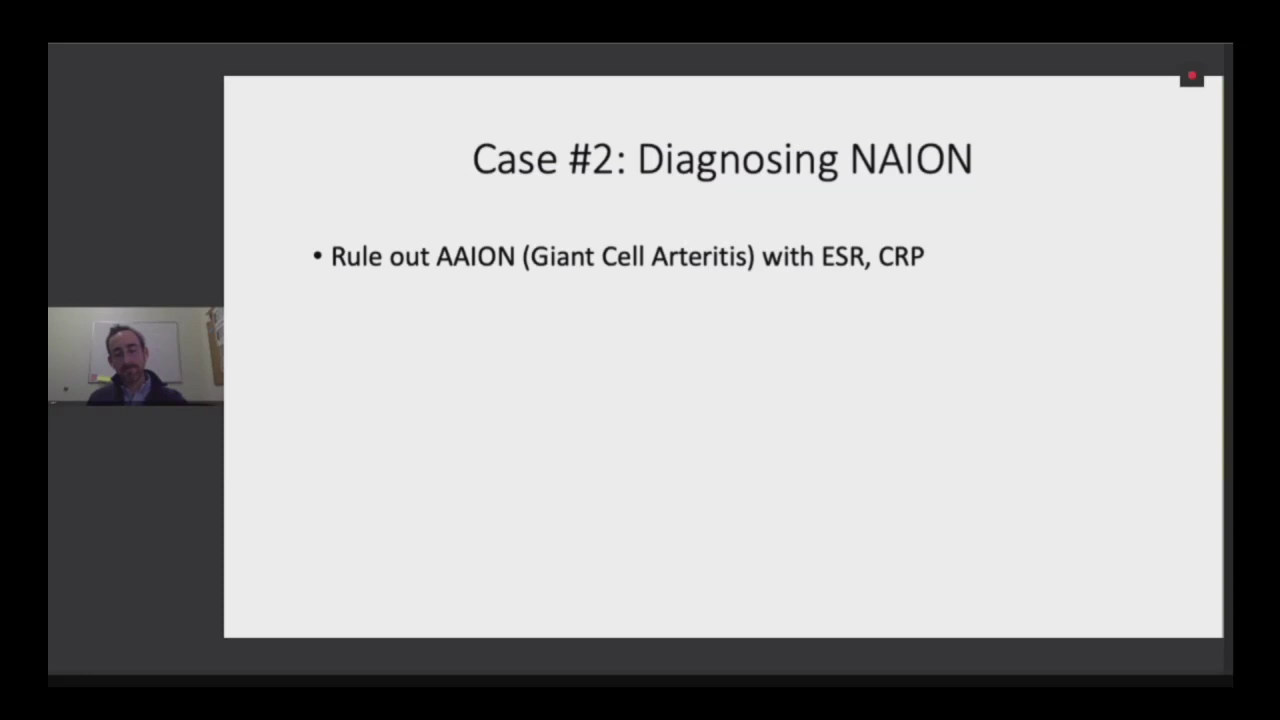 Case #2: Diagnosing NAION
• Rule out AAION (Giant Cell Arteritis) with ESR, CRP